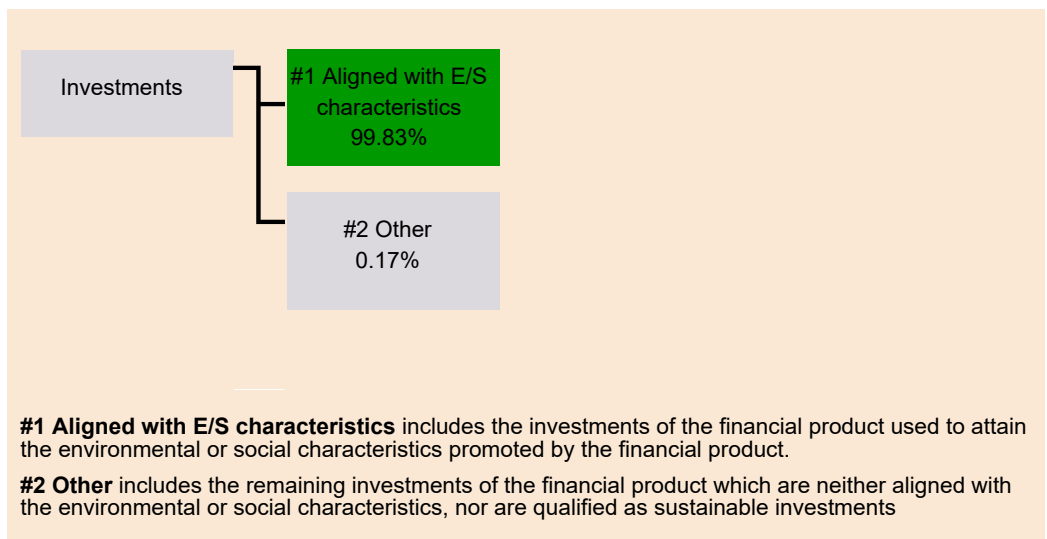 Investments
#1 Aligned with E/S
characteristics
99.83%
#2 Other
0.17%
#1 Aligned with E/S characteristics includes the investments of the financial product used to attain
the environmental or social characteristics promoted by the financial product.
#2 Other includes the remaining investments of the financial product which are neither aligned with
the environmental or social characteristics, nor are qualified as sustainable investments